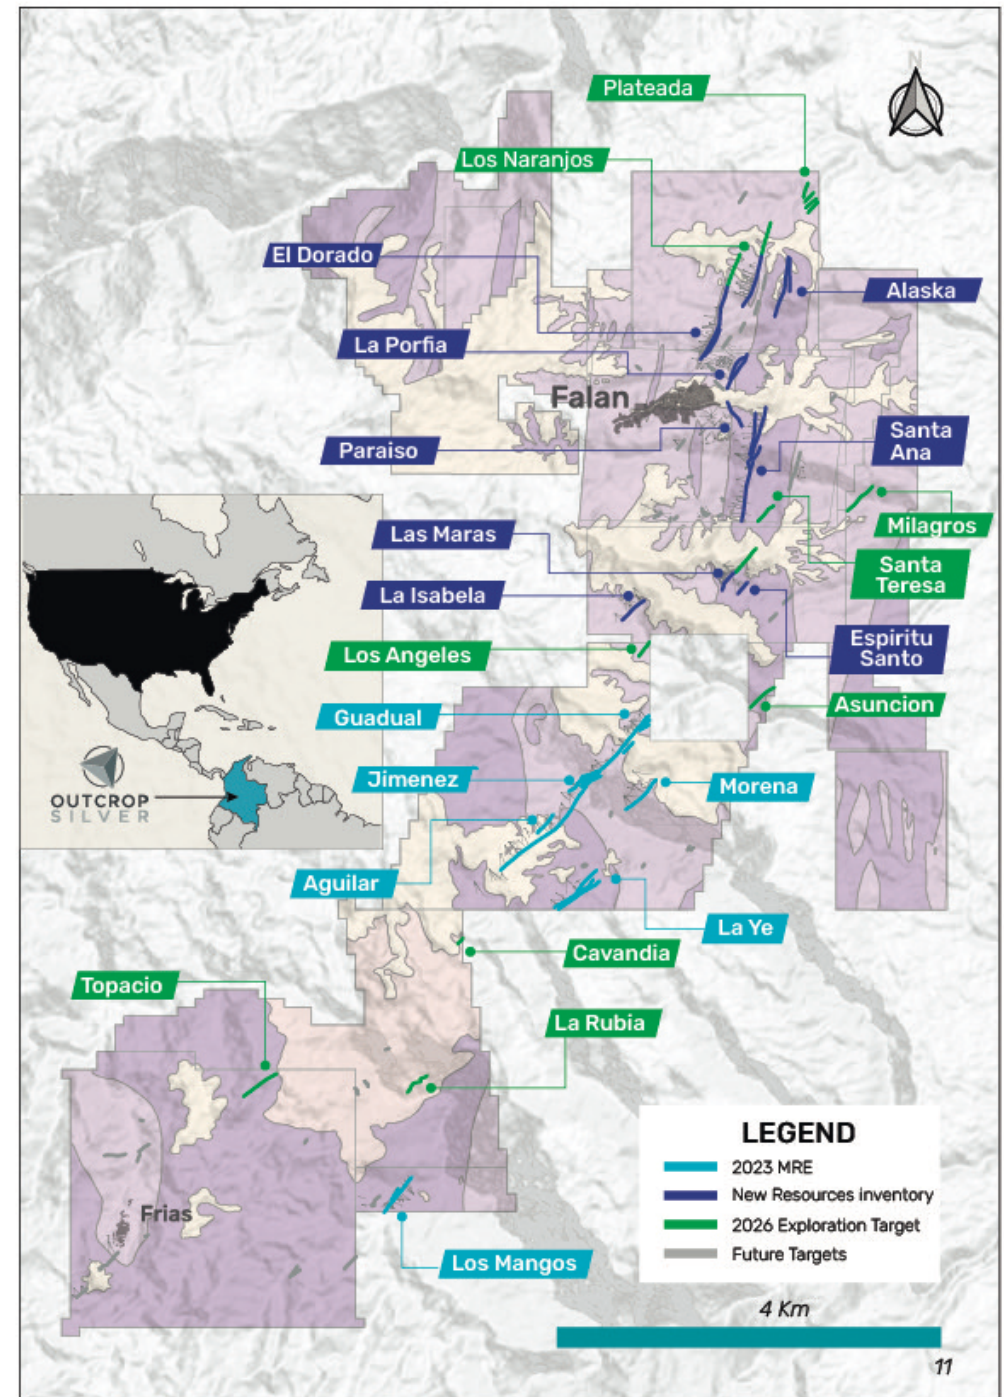 N
Plateada
Los Naranjos
El Dorado
Alaska
La Porfia
Falan
Paraiso
Santa
Ana
Milagros
Las Maras
Santa
Teresa
La Isabela
Espiritu
Santo
Los Angeles
Asuncion
Guadual
Jimenez
Morena
OUTCROP
SILVER
Aguilar
La Ye
Cavandia
Topacio
La Rubia
LEGEND
2023 MRE
New Resources inventory
2026 Exploration Target
Future Targets
Frias
Los Mangos
4 Km
11